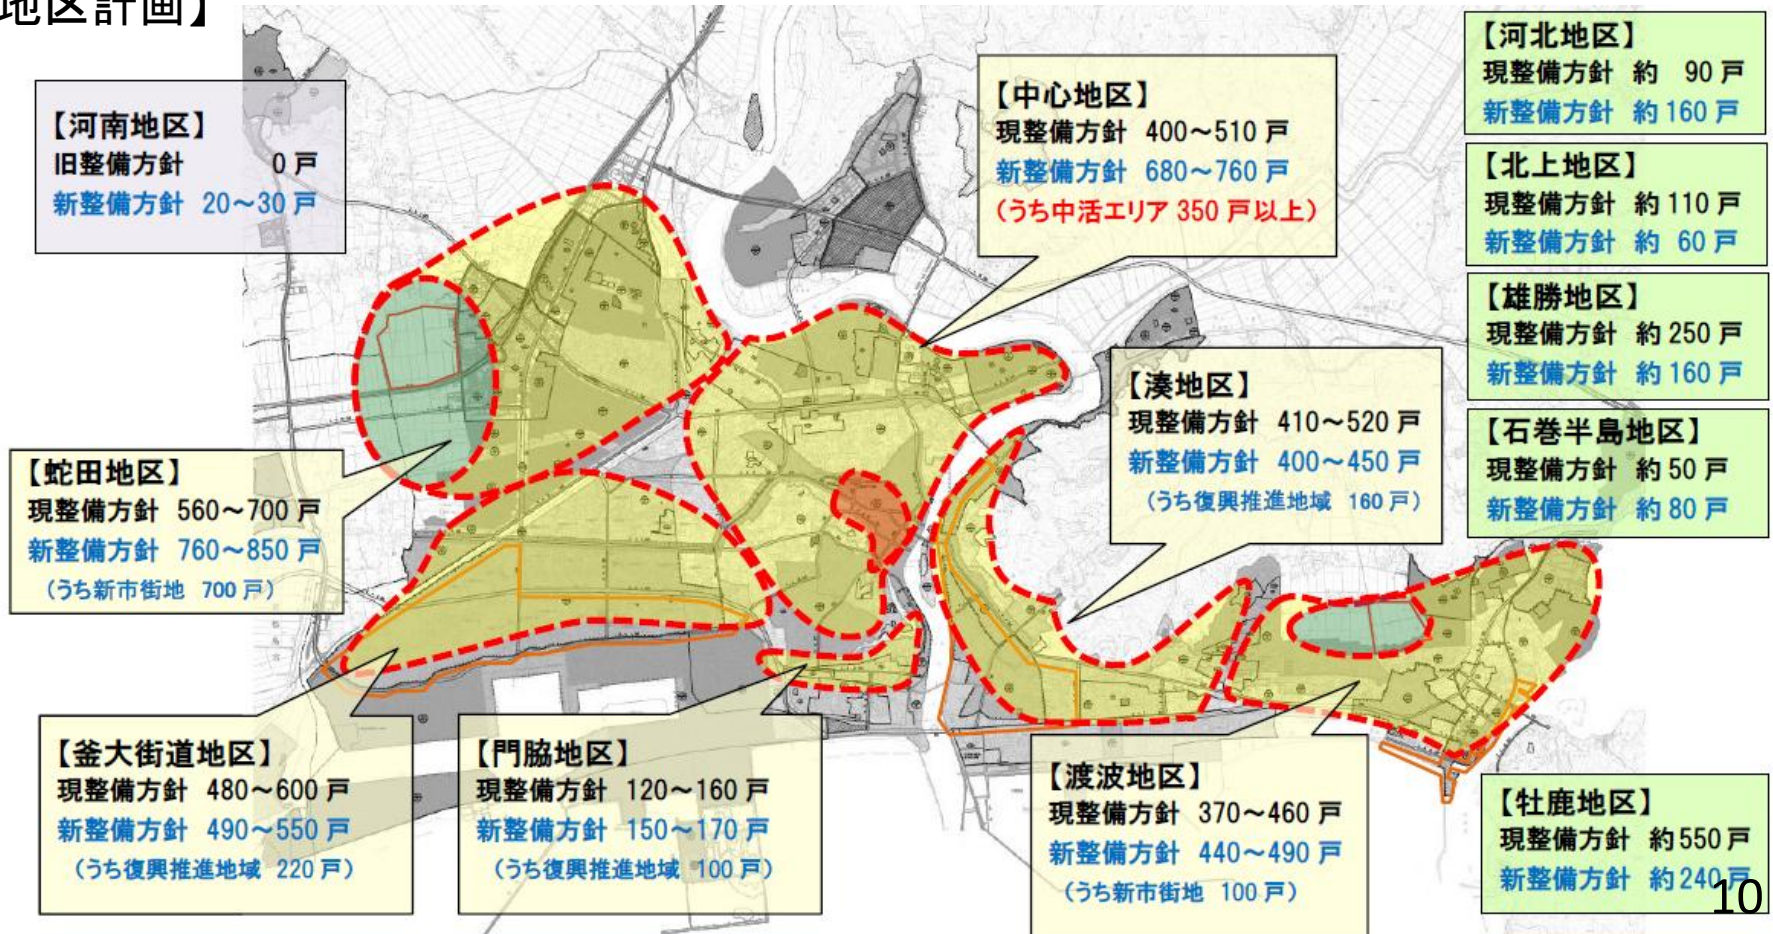 地区計画】
【河南地区】
旧整備方針 0戸
新整備方針 20～30戸
【中心地区】
現整備方針 400～510戸
新整備方針 680～760戸
（うち中活エリア 350戸以上）
【河北地区】
現整備方針 約 90戸
新整備方針 約160戸
【北上地区】
現整備方針 約110戸
新整備方針 約 60戸
【雄勝地区】
現整備方針 約250戸
新整備方針 約160戸
【石巻半島地区】
現整備方針 約50戸
新整備方針 約80戸
【湊地区】
現整備方針 410～520戸
新整備方針 400～450戸
（うち復興推進地域 160戸）
【蛇田地区】
現整備方針 560～700戸
新整備方針 760～850戸
（うち新市街地 700戸）
【釜大街道地区】
現整備方針 480～600戸
新整備方針 490～550戸
（うち復興推進地域 220戸）
【門脇地区】
現整備方針 120～160戸
新整備方針 150～170戸
（うち復興推進地域 100戸）
【渡波地区】
現整備方針 370～460戸
新整備方針 440～490戸
（うち新市街地 100戸）
【牡鹿地区】
現整備方針 約550戸
新整備方針 約240戸
10